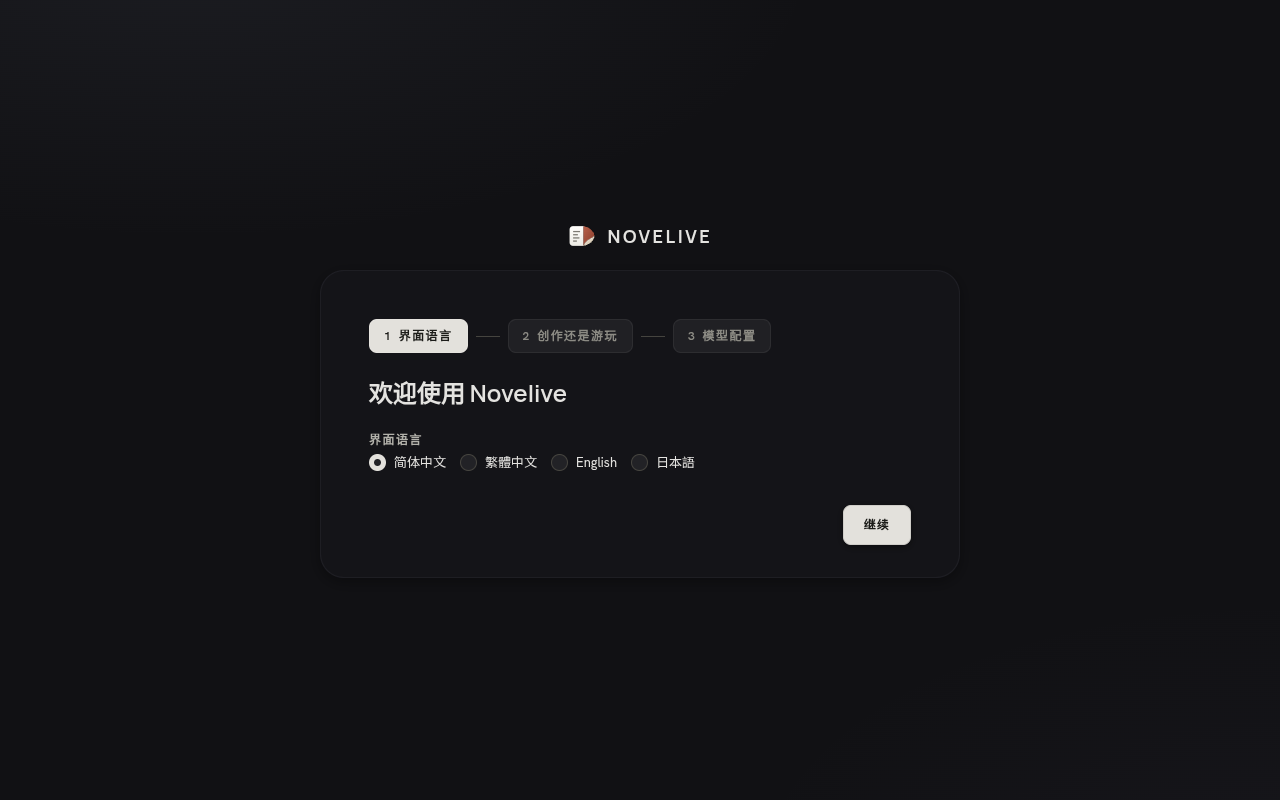 NOVELIVE
1 界面语言 2 创作还是游玩 3 模型配置
欢迎使用 Novelive
界面语言
简体中文 繁體中文 English 日本語
继续